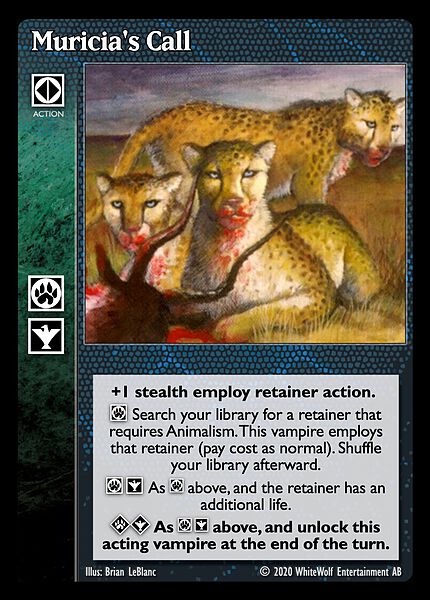 Muricia's Call
ACTION
+1 stealth employ retainer action.
Search your library for a retainer that
requires Animalism. This vampire employs
that retainer (pay cost as normal). Shuffle
your library afterward.
As above, and the retainer has an
additional life.
As above, and unlock this
acting vampire at the end of the turn.
Illus: Brian LeBlanc © 2020 WhiteWolf Entertainment AB